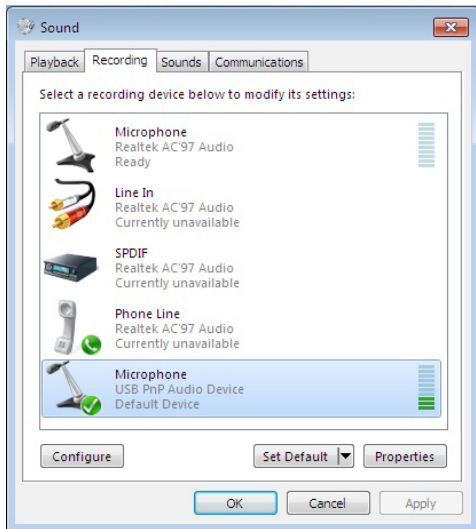 Sound
Playback Recording Sounds Communications
Select a recording device below to modify its settings:
Microphone
Realtek AC'97 Audio
Ready
Line In
Realtek AC'97 Audio
Currently unavailable
SPDIF
Realtek AC'97 Audio
Currently unavailable
Phone Line
Realtek AC'97 Audio
Currently unavailable
Microphone
USB PnP Audio Device
Default Device
Configure Set Default Properties
OK Cancel Apply